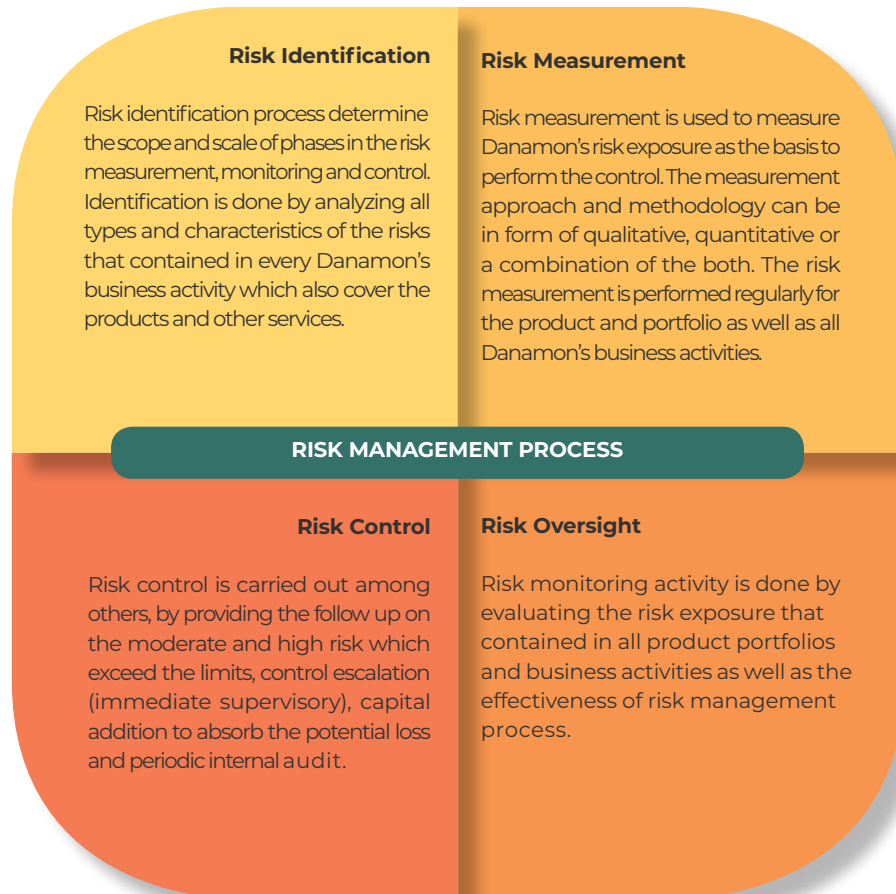 Risk Identification
Risk identification process determine
the scope and scale of phases in the risk
measurement, monitoring and control.
Identification is done by analyzing all
types and characteristics of the risks
that contained in every Danamon's
business activity which also cover the
products and other services.
Risk Measurement
Risk measurement is used to measure
Danamon's risk exposure as the basis to
perform the control. The measurement
approach and methodology can be
in form of qualitative, quantitative or
a combination of the both. The risk
measurement is performed regularly for
the product and portfolio as well as all
Danamon's business activities.
RISK MANAGEMENT PROCESS
Risk Control
Risk control is carried out among
others, by providing the follow up on
the moderate and high risk which
exceed the limits, control escalation
(immediate supervisory), capital
addition to absorb the potential loss
and periodic internal audit.
Risk Oversight
Risk monitoring activity is done by
evaluating the risk exposure that
contained in all product portfolios
and business activities as well as the
effectiveness of risk management
process.